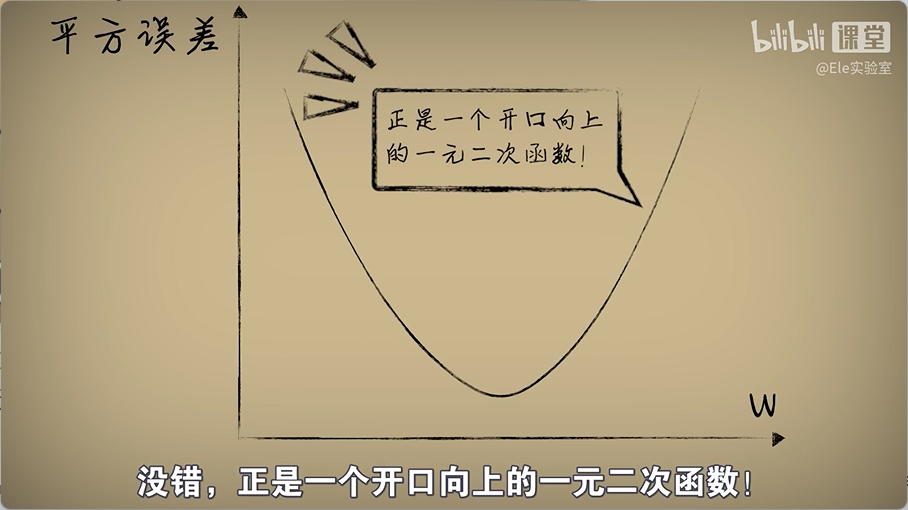 平方误差
bilibili 课堂
@Ele实验室
正是一个开口向上
的一元二次函数！
W
没错，正是一个开口向上的一元二次函数！